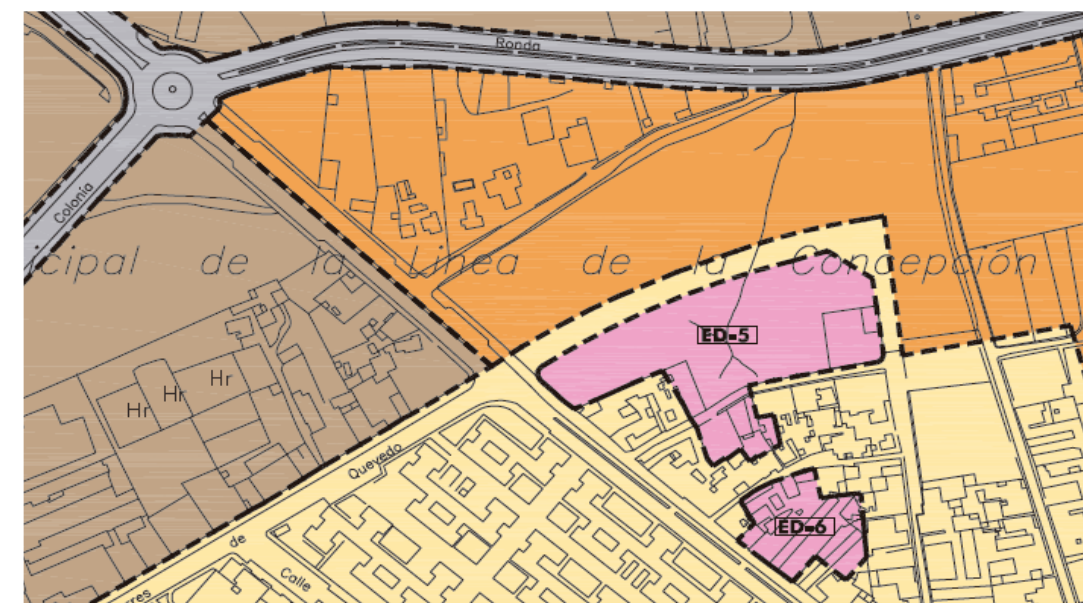 Ronda
Colonia
cipal de la Línea de la Concepción
ED-5
Hr
Hr
Hr
Quevedo
ED-6
de
Calle
res